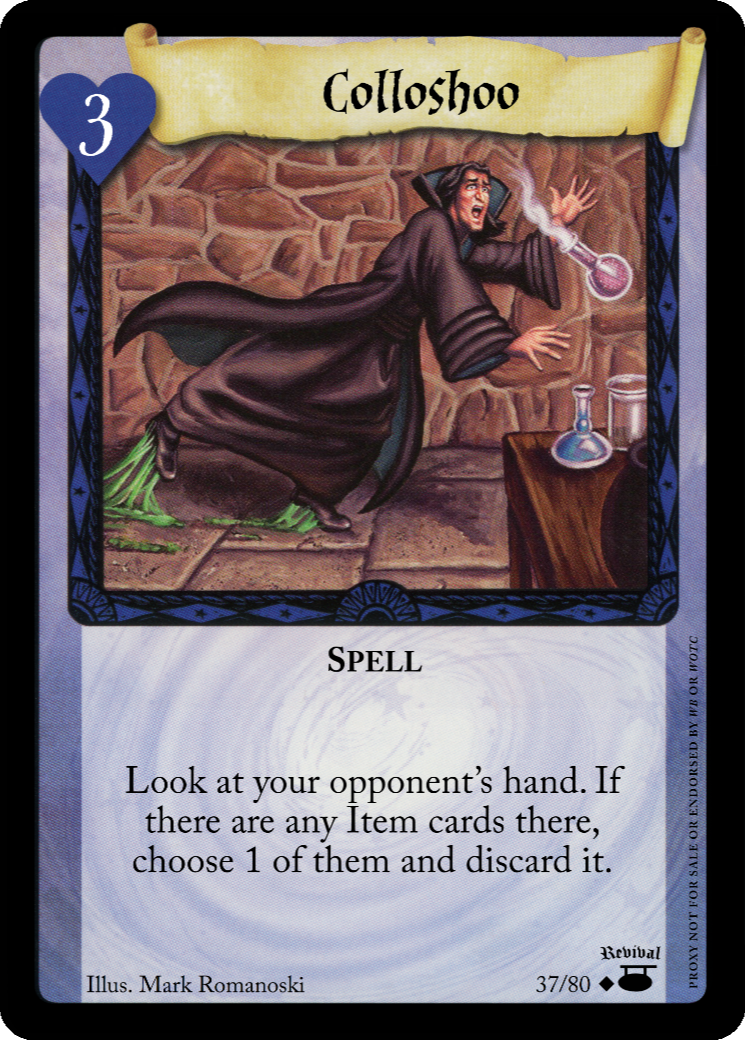 3
Colloshoo
SPELL
Look at your opponent's hand. If
there are any Item cards there,
choose 1 of them and discard it.
Illus. Mark Romanoski
37/80
Revival
PROXY NOT FOR SALE OR ENDORSED BY WB OR WOTC